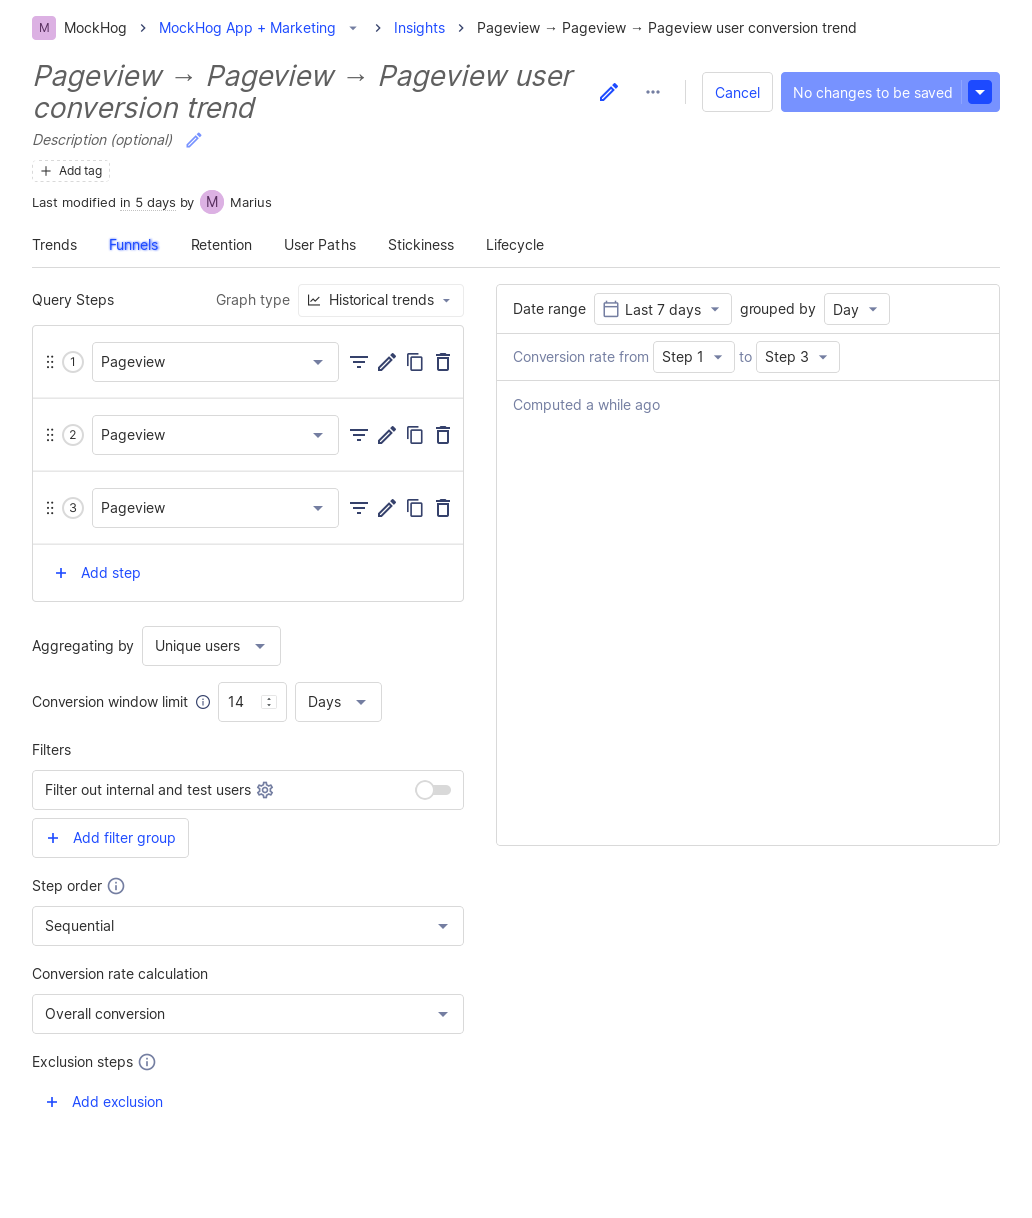 M MockHog MockHog App + Marketing Insights Pageview → Pageview → Pageview user conversion trend
Pageview → Pageview → Pageview user
conversion trend
Cancel
No changes to be saved
Description (optional)
Add tag
Last modified in 5 days by M Marius
Trends Funnels Retention User Paths Stickiness Lifecycle
Query Steps
Graph type Historical trends
1 Pageview
2 Pageview
3 Pageview
Add step
Aggregating by Unique users
Conversion window limit 14 Days
Filters
Filter out internal and test users
Add filter group
Step order
Sequential
Conversion rate calculation
Overall conversion
Exclusion steps
Add exclusion
Date range Last 7 days grouped by Day
Conversion rate from Step 1 to Step 3
Computed a while ago